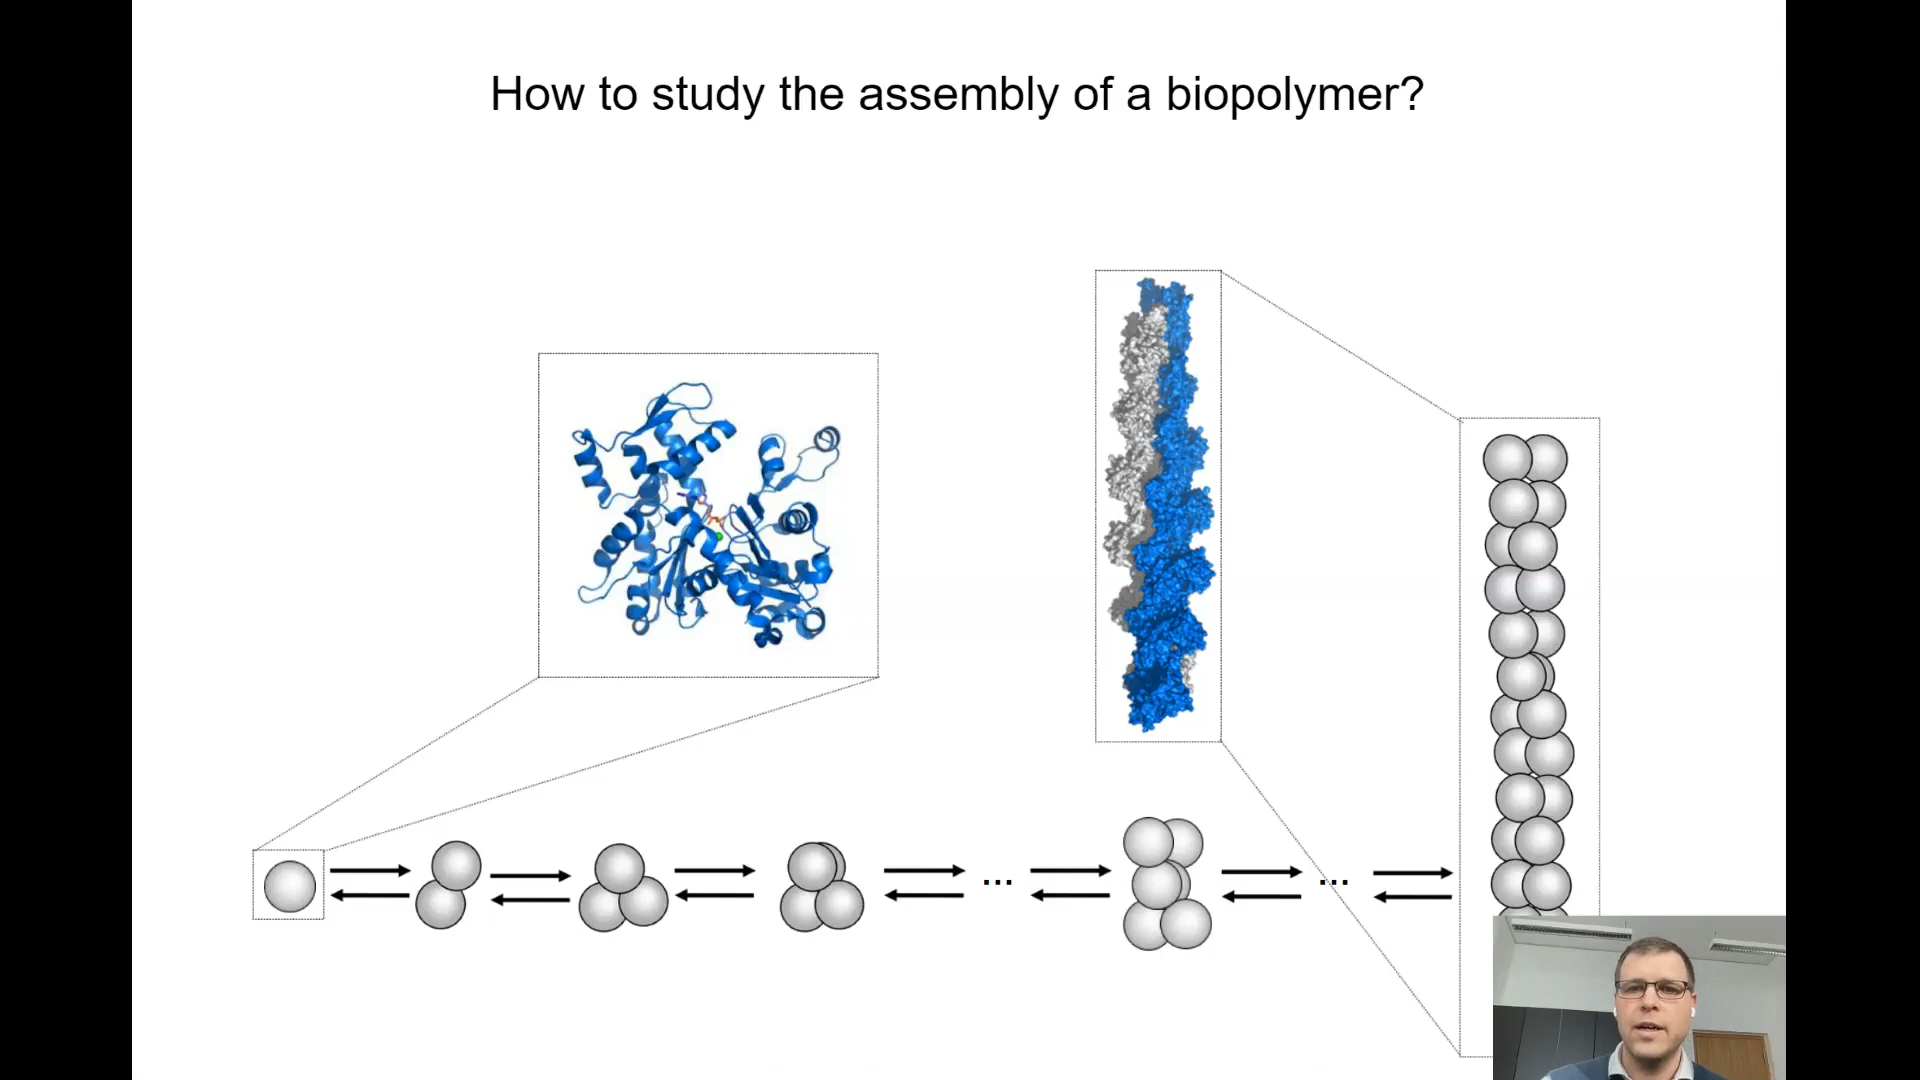 How to study the assembly of a biopolymer?
... ...